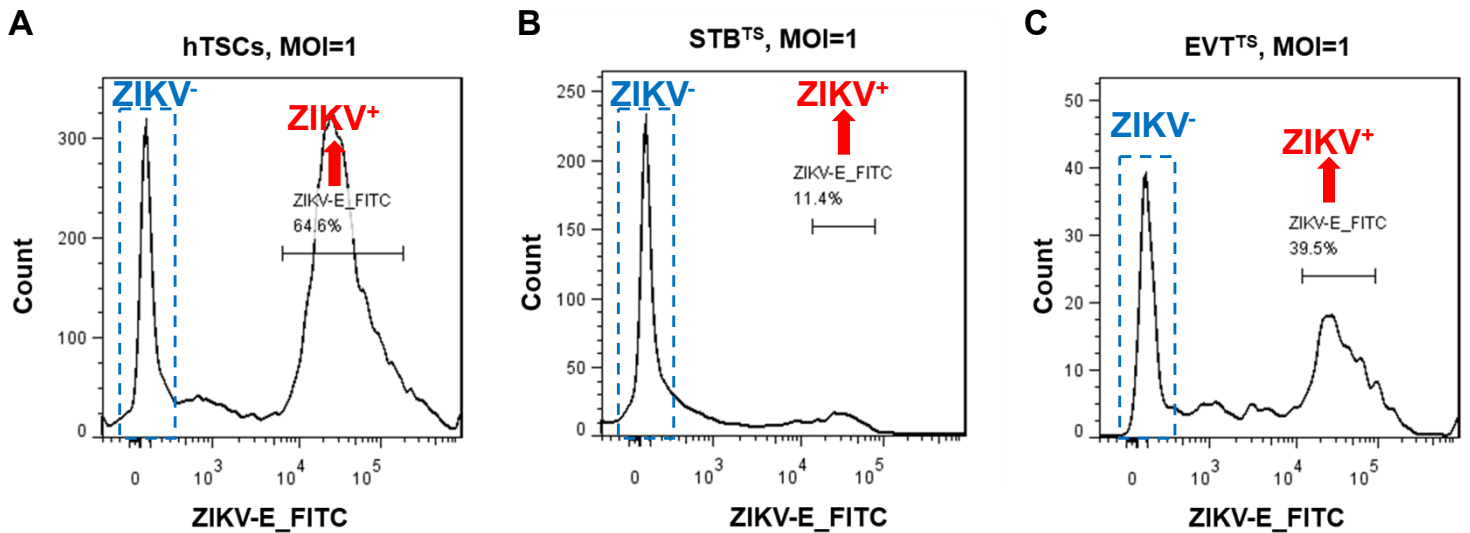 A
hTSCs, MOI=1
ZIKV⁻
ZIKV⁺
ZIKV-E_FITC
64.6%
Count
300
200
100
0
0
10³
10⁴
10⁵
ZIKV-E_FITC
B
STBᵀˢ, MOI=1
ZIKV⁻
ZIKV⁺
ZIKV-E_FITC
11.4%
Count
250
200
150
100
50
0
0
10³
10⁴
10⁵
ZIKV-E_FITC
C
EVTᵀˢ, MOI=1
ZIKV⁻
ZIKV⁺
ZIKV-E_FITC
39.5%
Count
50
40
30
20
10
0
0
10³
10⁴
10⁵
ZIKV-E_FITC